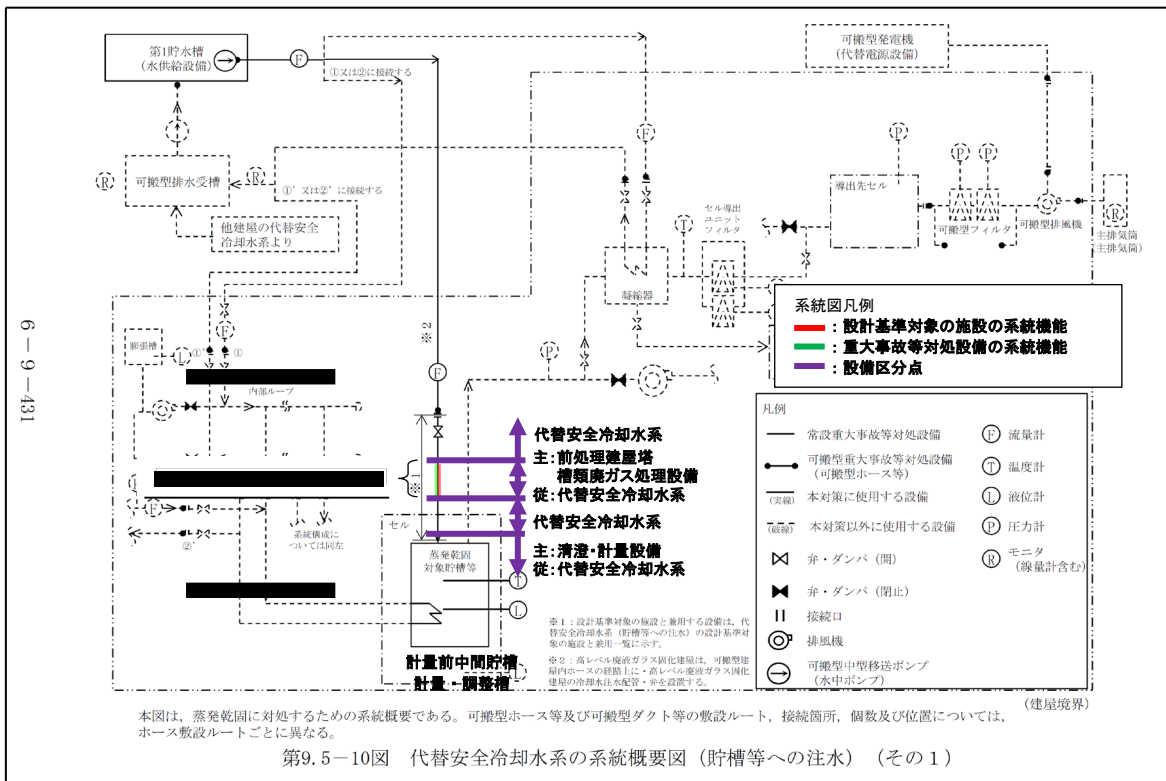 第1貯水槽
(水供給設備)
F
①又は②に接続する
可搬型発電機
(代替電源設備)
F
R
可搬型排水受槽
R
①’又は②’に接続する
他建屋の代替安全
冷却水系より
P
P
P
導出先セル
セル導出
ユニット
フィルタ
T
可搬型フィルタ
可搬型排風機
R
主排気筒
(主排気筒)
凝縮器
※2
系統図凡例
:設計基準対象の施設の系統機能
:重大事故等対処設備の系統機能
:設備区分点
膨張槽
L
①’
F
①
内部ループ
F
P
凡例
常設重大事故等対処設備
可搬型重大事故等対処設備
(可搬型ホース等)
(実線)
本対策に使用する設備
(破線)
本対策以外に使用する設備
弁・ダンパ(開)
弁・ダンパ(閉止)
接続口
排風機
可搬型中型移送ポンプ
(水中ポンプ)
F 流量計
T 温度計
L 液位計
P 圧力計
R モニタ
(線量計含む)
代替安全冷却水系
主:前処理建屋塔
槽類廃ガス処理設備
従:代替安全冷却水系
※1
代替安全冷却水系
主:清澄・計量設備
従:代替安全冷却水系
F
②’
系統構成に
ついては同左
セル
蒸発乾固
対象貯槽等
T
L
計量前中間貯槽
計量・調整槽
L
※1:設計基準対象の施設と兼用する設備は,代
替安全冷却水系(貯槽等への注水)の設計基準対
象の施設と兼用一覧に示す。
※2:高レベル廃液ガラス固化建屋は,可搬型建
屋内ホースの経路上に・高レベル廃液ガラス固化
建屋の冷却水注水配管・弁を設置する。
(建屋境界)
本図は,蒸発乾固に対処するための系統概要である。可搬型ホース等及び可搬型ダクト等の敷設ルート,接続箇所,個数及び位置については,
ホース敷設ルートごとに異なる。
第9.5-10図 代替安全冷却水系の系統概要図(貯槽等への注水)(その1)
6-9-431